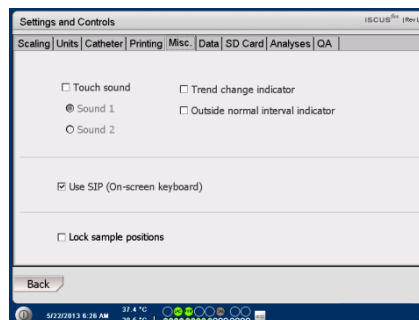 Settings and Controls
ISCUSflex |Rev L
Scaling Units Catheter Printing Misc. Data SD Card Analyses QA
Touch sound
Trend change indicator
Sound 1
Outside normal interval indicator
Sound 2
Use SIP (On-screen keyboard)
Lock sample positions
Back
5/22/2013 6:26 AM
37.4 °C